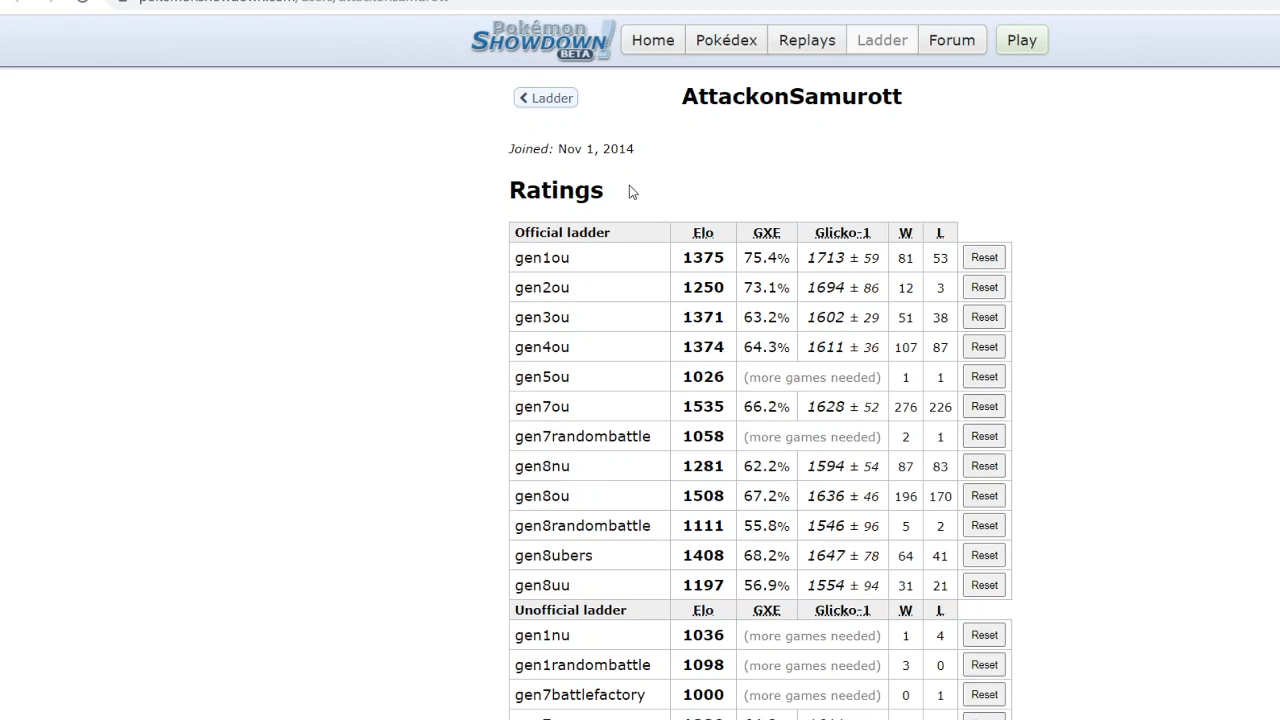 pokemonshowdown.com/users/attackonsamurott
Pokémon
SHOWDOWN!
BETA
Home Pokédex Replays Ladder Forum Play
Ladder
AttackonSamurott
Joined: Nov 1, 2014
Ratings
Official ladder Elo GXE Glicko-1 W L
gen1ou 1375 75.4% 1713 ± 59 81 53 Reset
gen2ou 1250 73.1% 1694 ± 86 12 3 Reset
gen3ou 1371 63.2% 1602 ± 29 51 38 Reset
gen4ou 1374 64.3% 1611 ± 36 107 87 Reset
gen5ou 1026 (more games needed) 1 1 Reset
gen7ou 1535 66.2% 1628 ± 52 276 226 Reset
gen7randombattle 1058 (more games needed) 2 1 Reset
gen8nu 1281 62.2% 1594 ± 54 87 83 Reset
gen8ou 1508 67.2% 1636 ± 46 196 170 Reset
gen8randombattle 1111 55.8% 1546 ± 96 5 2 Reset
gen8ubers 1408 68.2% 1647 ± 78 64 41 Reset
gen8uu 1197 56.9% 1554 ± 94 31 21 Reset
Unofficial ladder Elo GXE Glicko-1 W L
gen1nu 1036 (more games needed) 1 4 Reset
gen1randombattle 1098 (more games needed) 3 0 Reset
gen7battlefactory 1000 (more games needed) 0 1 Reset